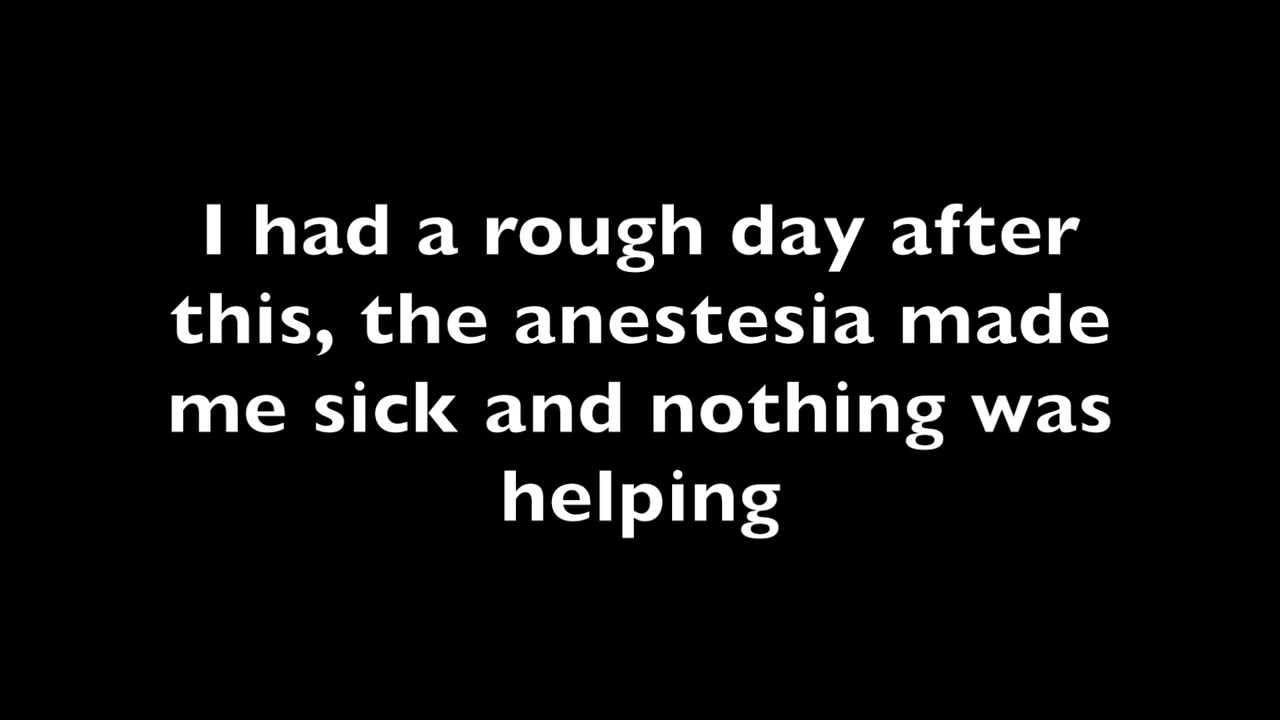 I had a rough day after
this, the anestesia made
me sick and nothing was
helping